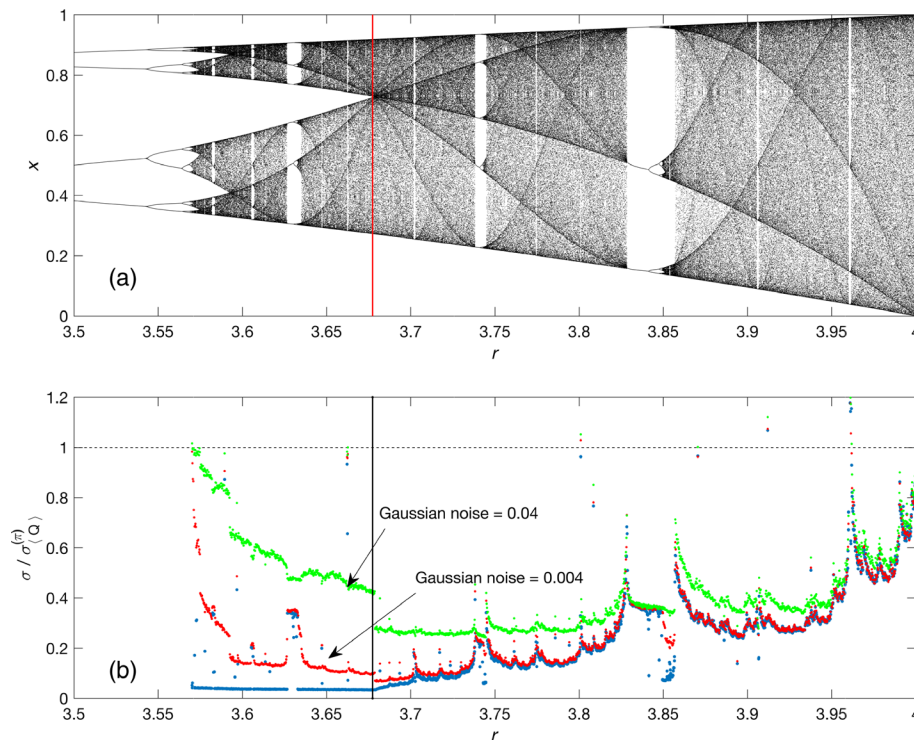 1
0.8
0.6
x
0.4
0.2
(a)
0
3.5 3.55 3.6 3.65 3.7 3.75 3.8 3.85 3.9 3.95 4
r
1.2
1
0.8
Gaussian noise = 0.04
σ / σ⟨Q⟩(π)
0.6
Gaussian noise = 0.004
0.4
0.2
(b)
0
3.5 3.55 3.6 3.65 3.7 3.75 3.8 3.85 3.9 3.95 4
r